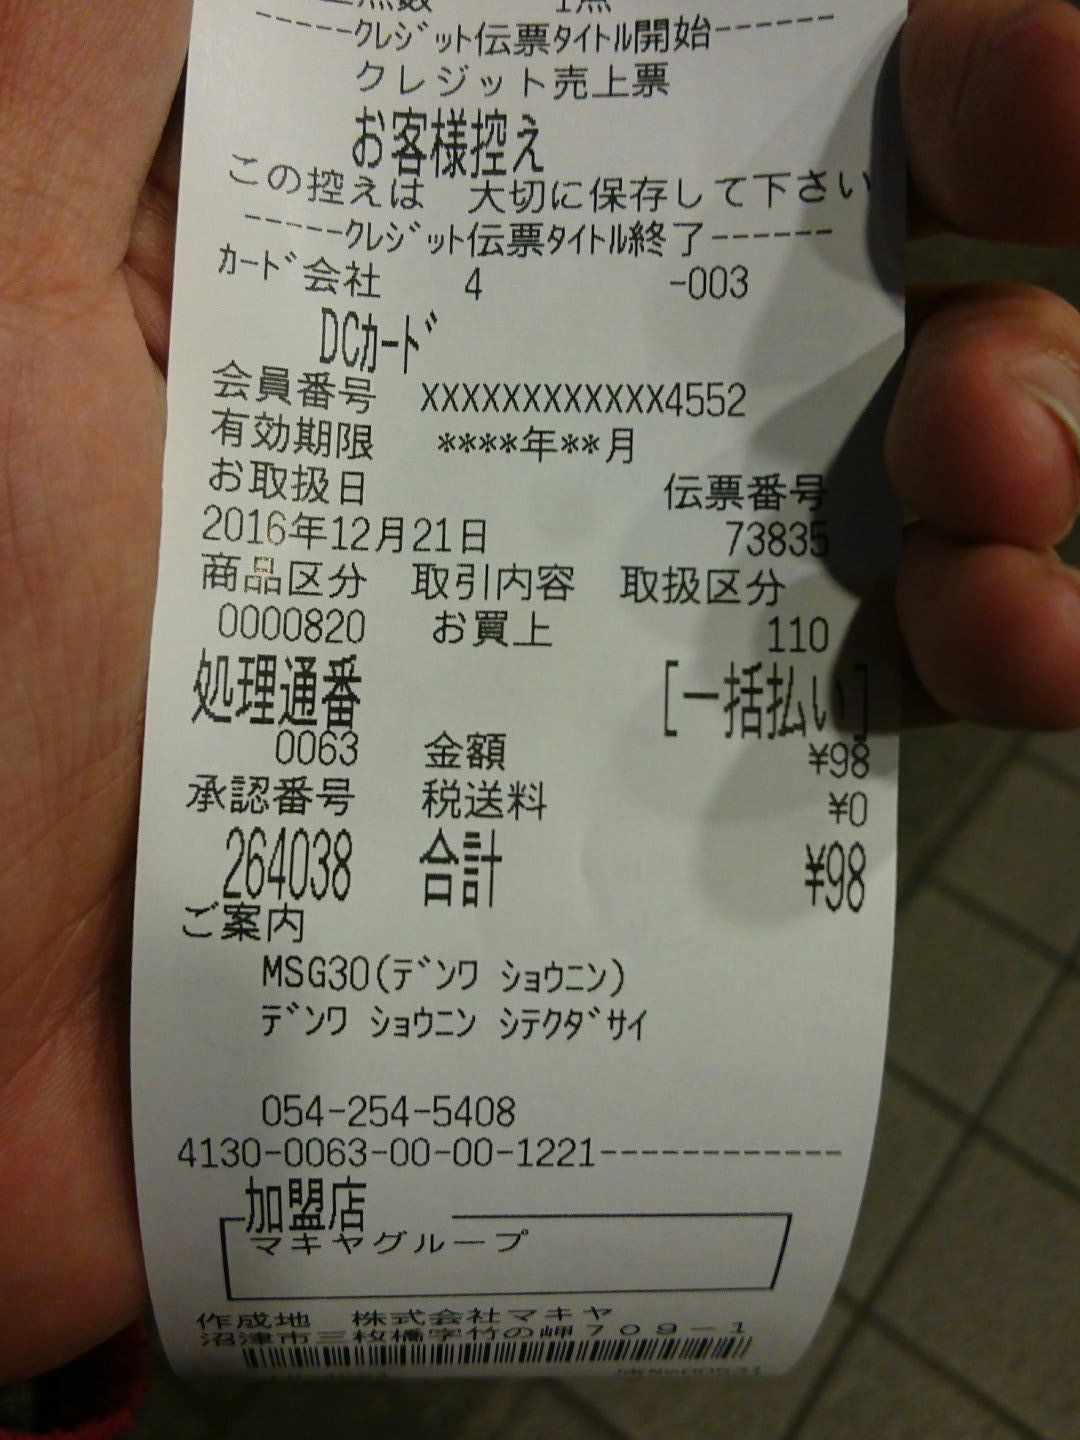 点数 1点
-----クレジット伝票タイトル開始------
クレジット売上票
お客様控え
この控えは 大切に保存して下さい
-----クレジット伝票タイトル終了------
カード会社 4 -003
DCカード
会員番号 XXXXXXXXXXXX4552
有効期限 ****年**月
お取扱日 伝票番号
2016年12月21日 73835
商品区分 取引内容 取扱区分
0000820 お買上 110
処理通番 [一括払い]
0063 金額 ¥98
承認番号 税送料 ¥0
264038 合計 ¥98
ご案内
MSG30(デンワ ショウニン)
デンワ ショウニン シテクダサイ
054-254-5408
4130-0063-00-00-1221------------
加盟店
マキヤグループ
作成地 株式会社マキヤ
沼津市三枚橋字竹の岬709-1